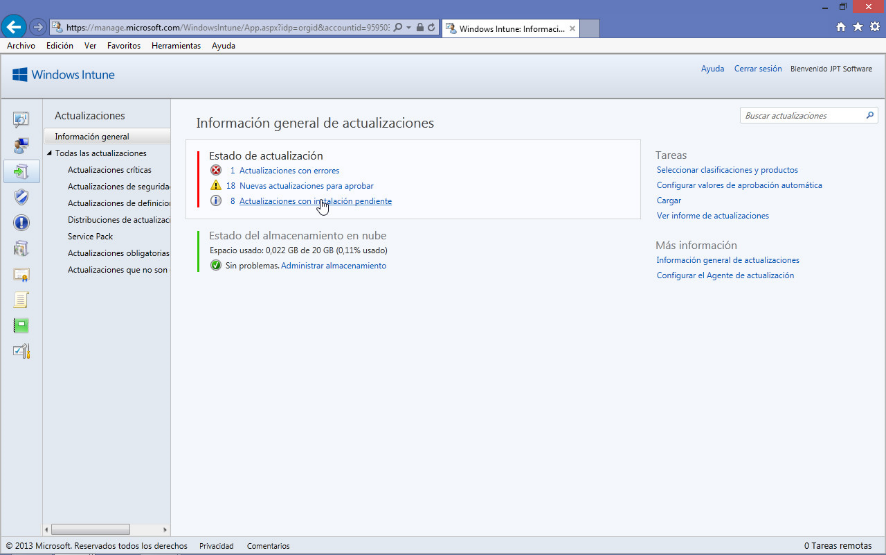 https://manage.microsoft.com/WindowsIntune/App.aspx?idp=orgid&accountid=95950
Windows Intune: Informaci...
Archivo Edición Ver Favoritos Herramientas Ayuda
Windows Intune
Ayuda Cerrar sesión Bienvenido JPT Software
Actualizaciones
Información general
Todas las actualizaciones
Actualizaciones críticas
Actualizaciones de segurida
Actualizaciones de definicio
Distribuciones de actualizac
Service Pack
Actualizaciones obligatorias
Actualizaciones que no son
Información general de actualizaciones
Buscar actualizaciones
Estado de actualización
1 Actualizaciones con errores
18 Nuevas actualizaciones para aprobar
8 Actualizaciones con instalación pendiente
Estado del almacenamiento en nube
Espacio usado: 0,022 GB de 20 GB (0,11% usado)
Sin problemas. Administrar almacenamiento
Tareas
Seleccionar clasificaciones y productos
Configurar valores de aprobación automática
Cargar
Ver informe de actualizaciones
Más información
Información general de actualizaciones
Configurar el Agente de actualización
© 2013 Microsoft. Reservados todos los derechos Privacidad Comentarios
0 Tareas remotas